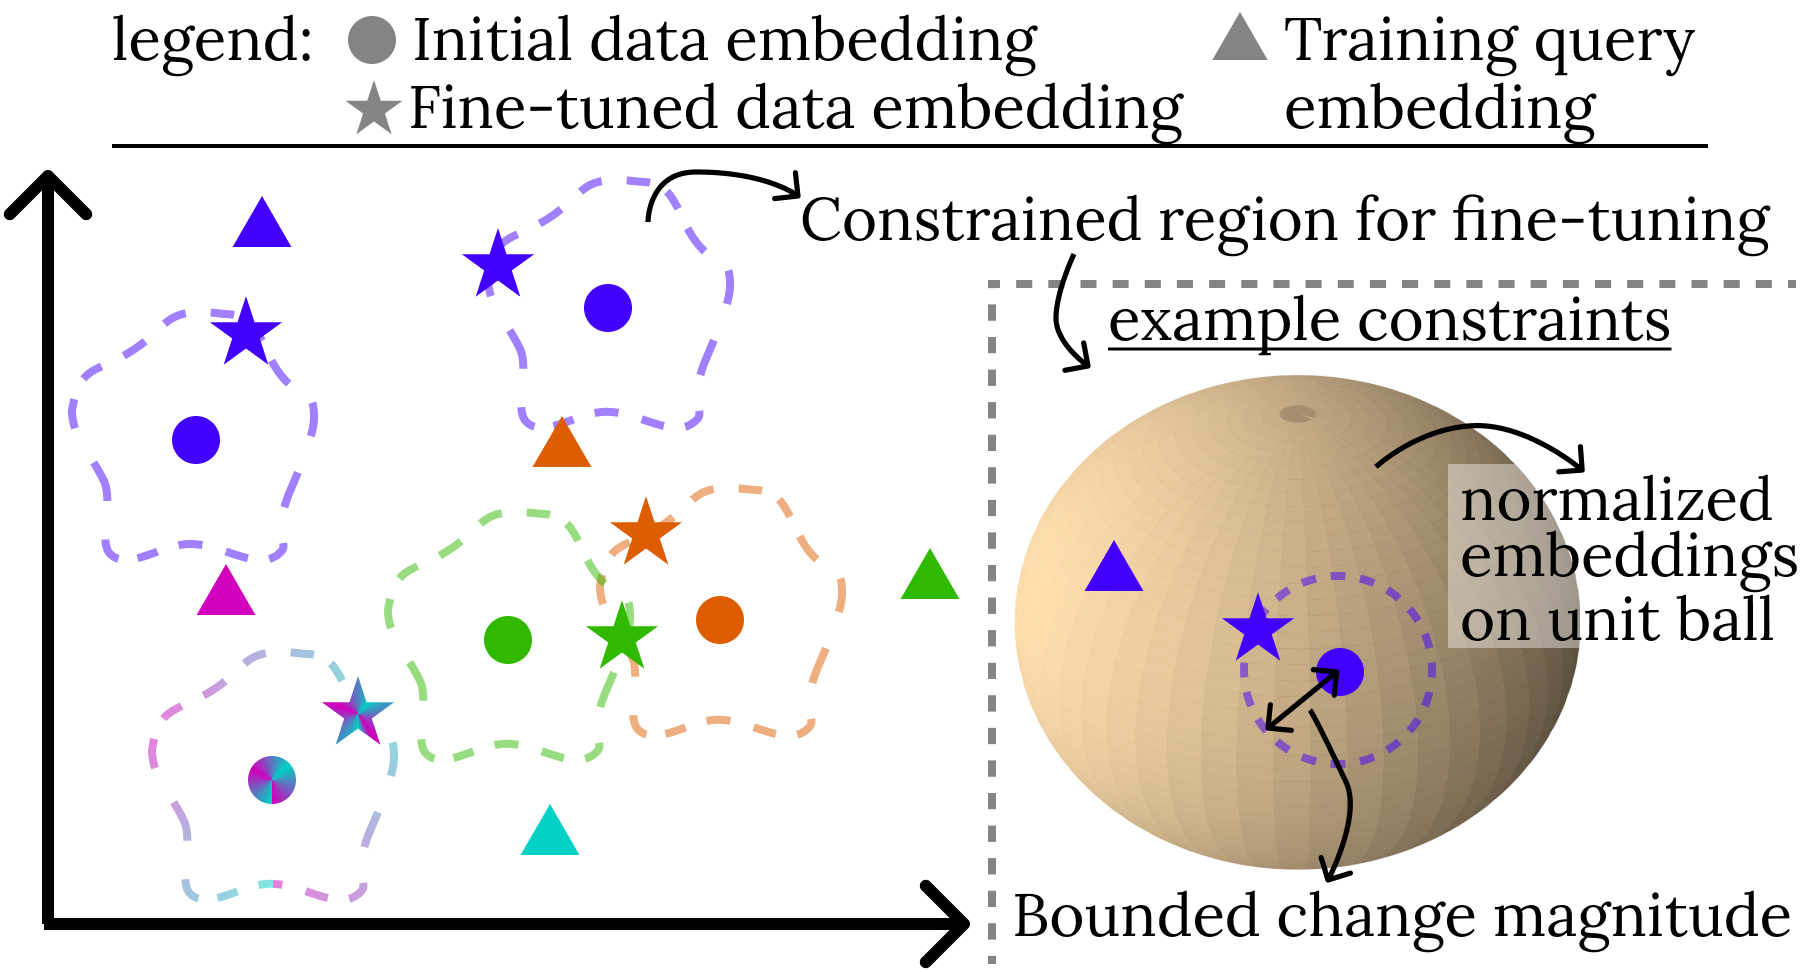 legend:
Initial data embedding
Fine-tuned data embedding
Training query
embedding
Constrained region for fine-tuning
example constraints
normalized
embeddings
on unit ball
Bounded change magnitude